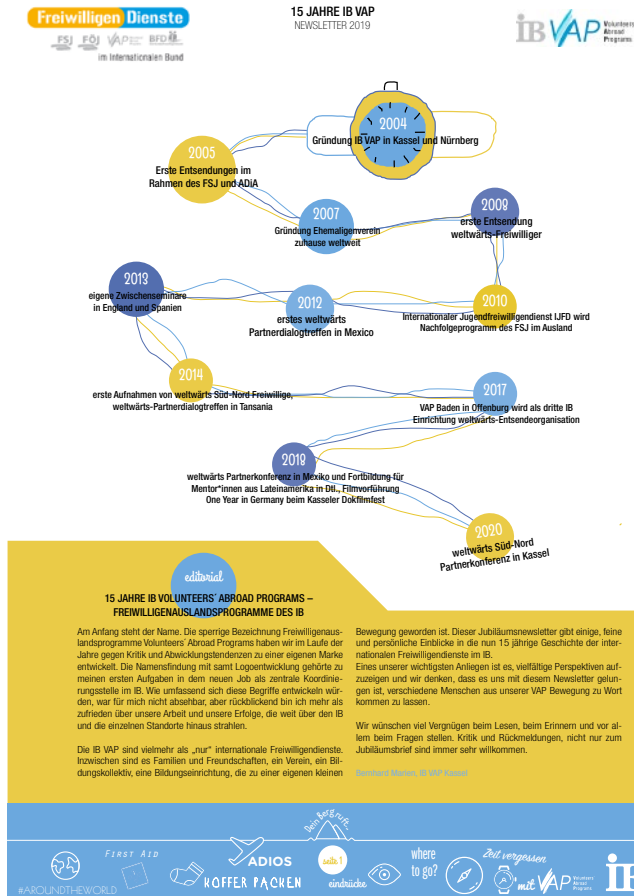 Freiwilligen Dienste
FSJ FÖJ VAP BFD
im Internationalen Bund
15 JAHRE IB VAP
NEWSLETTER 2019
IB VAP Volunteers
Abroad
Programs
2004
Gründung IB VAP in Kassel und Nürnberg
2005
Erste Entsendungen im
Rahmen des FSJ und ADiA
2007
Gründung Ehemaligenverein
zuhause weltweit
2008
erste Entsendung
weltwärts-Freiwilliger
2013
eigene Zwischenseminare
in England und Spanien
2012
erstes weltwärts
Partnerdialogtreffen in Mexico
2010
Internationaler Jugendfreiwilligendienst IJFD wird
Nachfolgeprogramm des FSJ im Ausland
2014
erste Aufnahmen von weltwärts Süd-Nord Freiwillige,
weltwärts-Partnerdialogtreffen in Tansania
2017
VAP Baden in Offenburg wird als dritte IB
Einrichtung weltwärts-Entsendeorganisation
2018
weltwärts Partnerkonferenz in Mexiko und Fortbildung für
Mentor*innen aus Lateinamerika in Dtl., Filmvorführung
One Year in Germany beim Kasseler Dokfilmfest
2020
weltwärts Süd-Nord
Partnerkonferenz in Kassel
editorial
15 JAHRE IB VOLUNTEERS´ ABROAD PROGRAMS –
FREIWILLIGENAUSLANDSPROGRAMME DES IB
Am Anfang steht der Name. Die sperrige Bezeichnung Freiwilligenaus-
landsprogramme Volunteers´Abroad Programs haben wir im Laufe der
Jahre gegen Kritik und Abwicklungstendenzen zu einer eigenen Marke
entwickelt. Die Namensfindung mit samt Logoentwicklung gehörte zu
meinen ersten Aufgaben in dem neuen Job als zentrale Koordinie-
rungsstelle im IB. Wie umfassend sich diese Begriffe entwickeln wür-
den, war für mich nicht absehbar, aber rückblickend bin ich mehr als
zufrieden über unsere Arbeit und unsere Erfolge, die weit über den IB
und die einzelnen Standorte hinaus strahlen.
Die IB VAP sind vielmehr als „nur" internationale Freiwilligendienste.
Inzwischen sind es Familien und Freundschaften, ein Verein, ein Bil-
dungskollektiv, eine Bildungseinrichtung, die zu einer eigenen kleinen
Bewegung geworden ist. Dieser Jubiläumsnewsletter gibt einige, feine
und persönliche Einblicke in die nun 15 jährige Geschichte der inter-
nationalen Freiwilligendienste im IB.
Eines unserer wichtigsten Anliegen ist es, vielfältige Perspektiven auf-
zuzeigen und wir denken, dass es uns mit diesem Newsletter gelun-
gen ist, verschiedene Menschen aus unserer VAP Bewegung zu Wort
kommen zu lassen.
Wir wünschen viel Vergnügen beim Lesen, beim Erinnern und vor al-
lem beim Fragen stellen. Kritik und Rückmeldungen, nicht nur zum
Jubiläumsbrief sind immer sehr willkommen.
Bernhard Marien, IB VAP Kassel
Dein Berg ruft...
#AROUNDTHEWORLD
FIRST AID
ADIOS
KOFFER PACKEN
seite 1
eindrücke
where
to go?
Zeit vergessen
mit VAP Volunteers
Abroad
Programs
IB